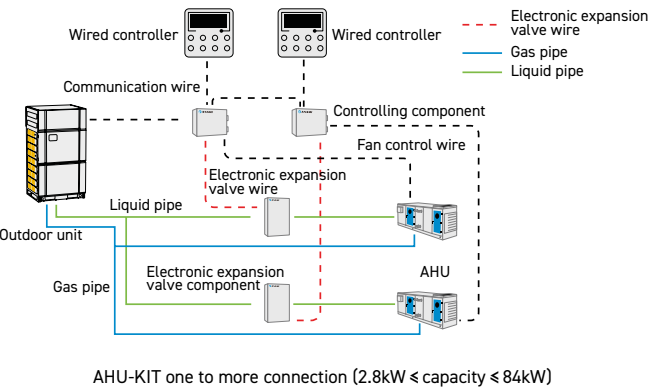 Wired controller
Wired controller
Electronic expansion
valve wire
Gas pipe
Liquid pipe
Communication wire
Controlling component
Fan control wire
Electronic expansion
valve wire
Liquid pipe
Outdoor unit
Gas pipe
Electronic expansion
valve component
AHU
AHU-KIT one to more connection (2.8kW ⩽ capacity ⩽ 84kW)